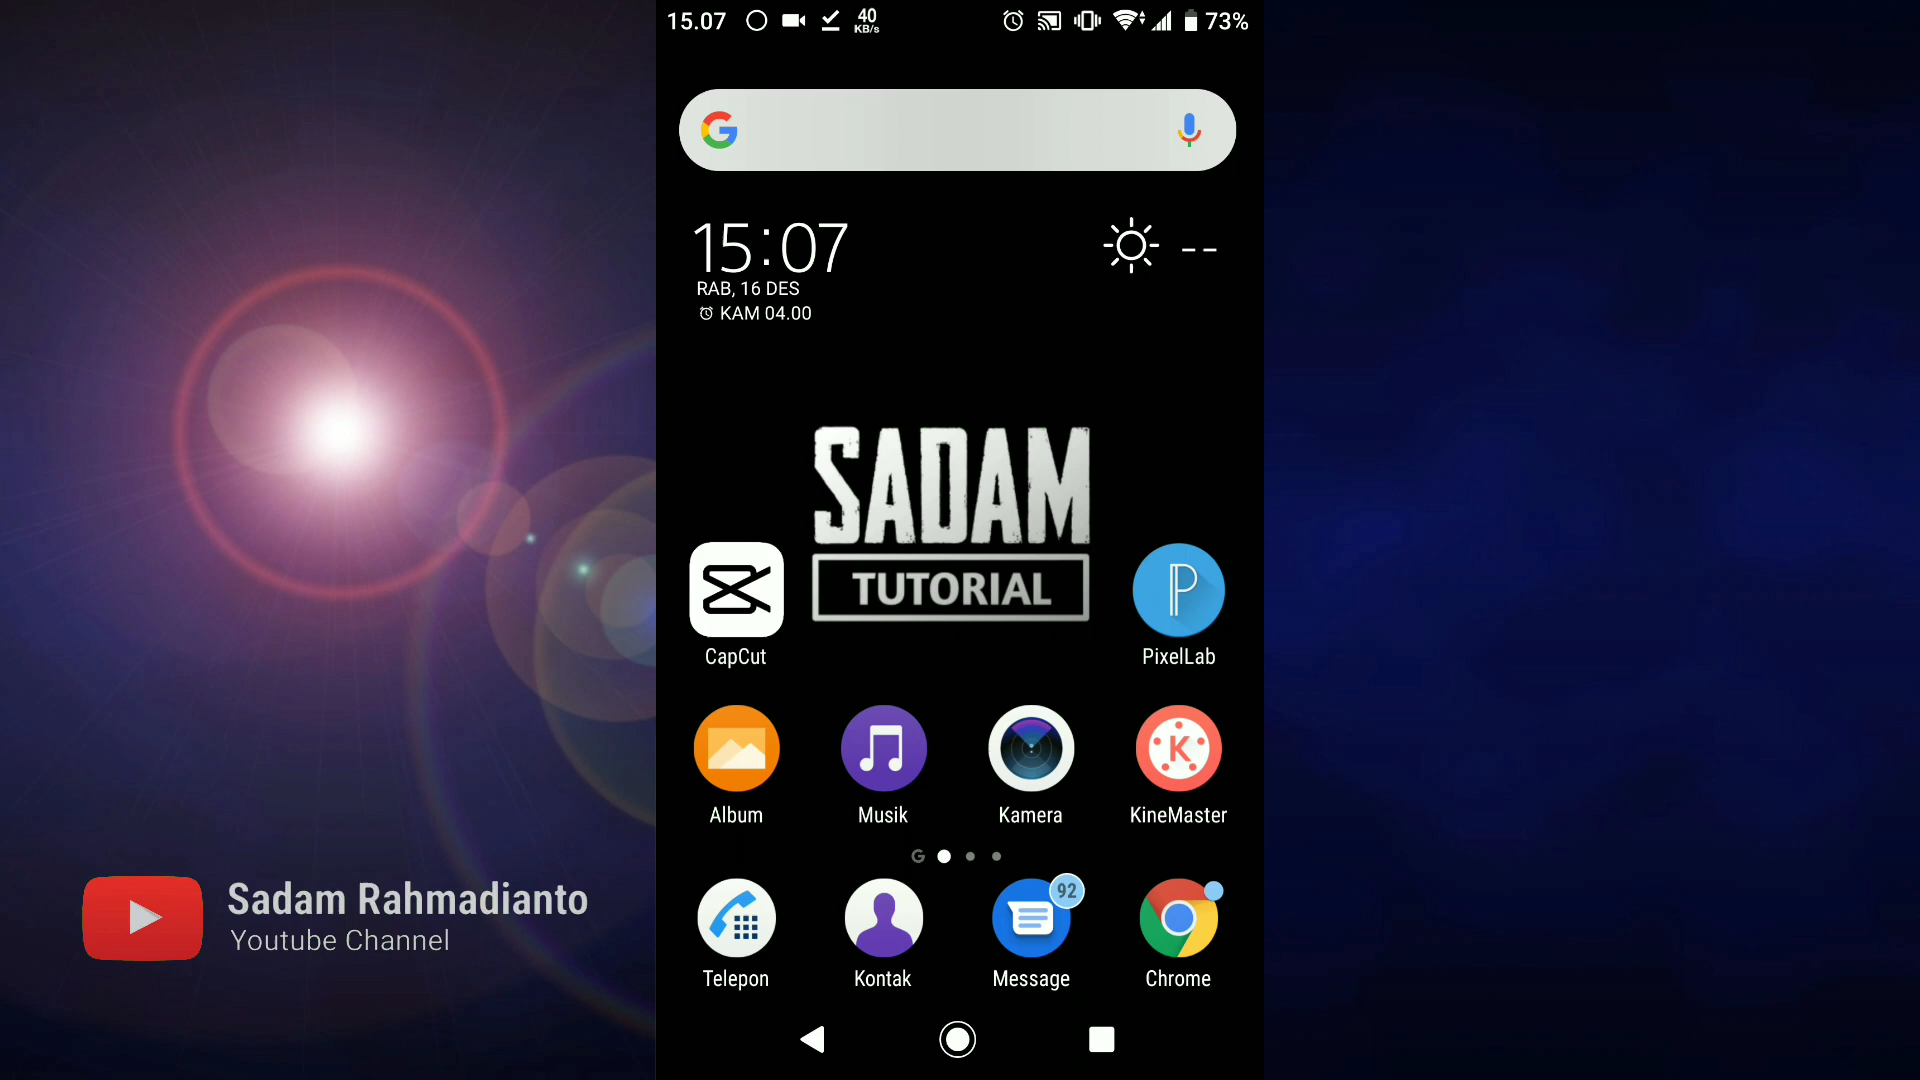 15.07
40
KB/s
73%
15:07
--
RAB, 16 DES
KAM 04.00
SADAM
TUTORIAL
CapCut
PixelLab
Album
Musik
Kamera
KineMaster
92
Telepon
Kontak
Message
Chrome
Sadam Rahmadianto
Youtube Channel